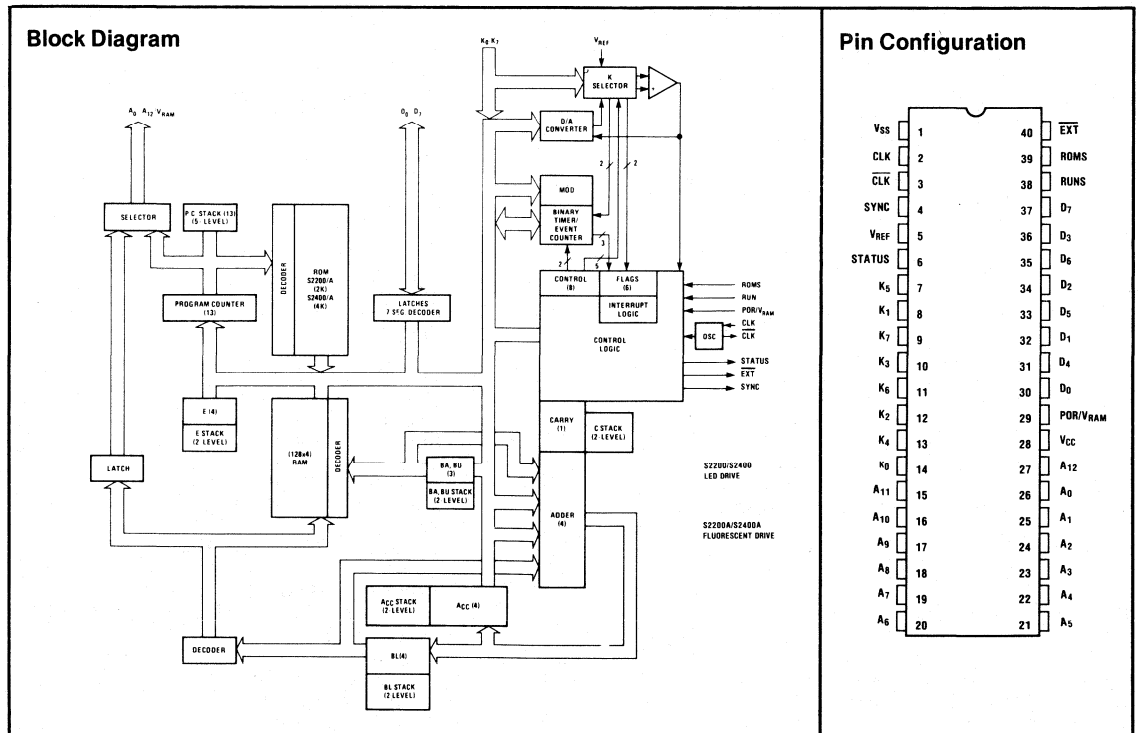 Block Diagram
K0 K7
VREF
K
SELECTOR
+
A0 A12 VRAM
D0 D7
D/A
CONVERTER
2
2
MOD
BINARY
TIMER/
EVENT
COUNTER
3
2
5
SELECTOR
P C STACK (13)
(5-LEVEL)
DECODER
ROM
S2200/A
(2K)
S2400/A
(4K)
PROGRAM COUNTER
(13)
LATCHES
7 SEG DECODER
CONTROL
(8)
FLAGS
(6)
INTERRUPT
LOGIC
CONTROL
LOGIC
ROMS
RUN
POR/VRAM
CLK
CLK
OSC
STATUS
EXT
SYNC
E (4)
E STACK
(2 LEVEL)
(128x4)
RAM
DECODER
CARRY
(1)
C STACK
(2-LEVEL)
LATCH
BA, BU
(3)
BA, BU STACK
(2 LEVEL)
ADDER
(4)
S2200/S2400
LED DRIVE
S2200A/S2400A
FLUORESCENT DRIVE
ACC STACK
(2-LEVEL)
ACC (4)
DECODER
BL(4)
BL STACK
(2 LEVEL)
Pin Configuration
VSS 1 40 EXT
CLK 2 39 ROMS
CLK 3 38 RUNS
SYNC 4 37 D7
VREF 5 36 D3
STATUS 6 35 D6
K5 7 34 D2
K1 8 33 D5
K7 9 32 D1
K3 10 31 D4
K6 11 30 D0
K2 12 29 POR/VRAM
K4 13 28 VCC
K0 14 27 A12
A11 15 26 A0
A10 16 25 A1
A9 17 24 A2
A8 18 23 A3
A7 19 22 A4
A6 20 21 A5